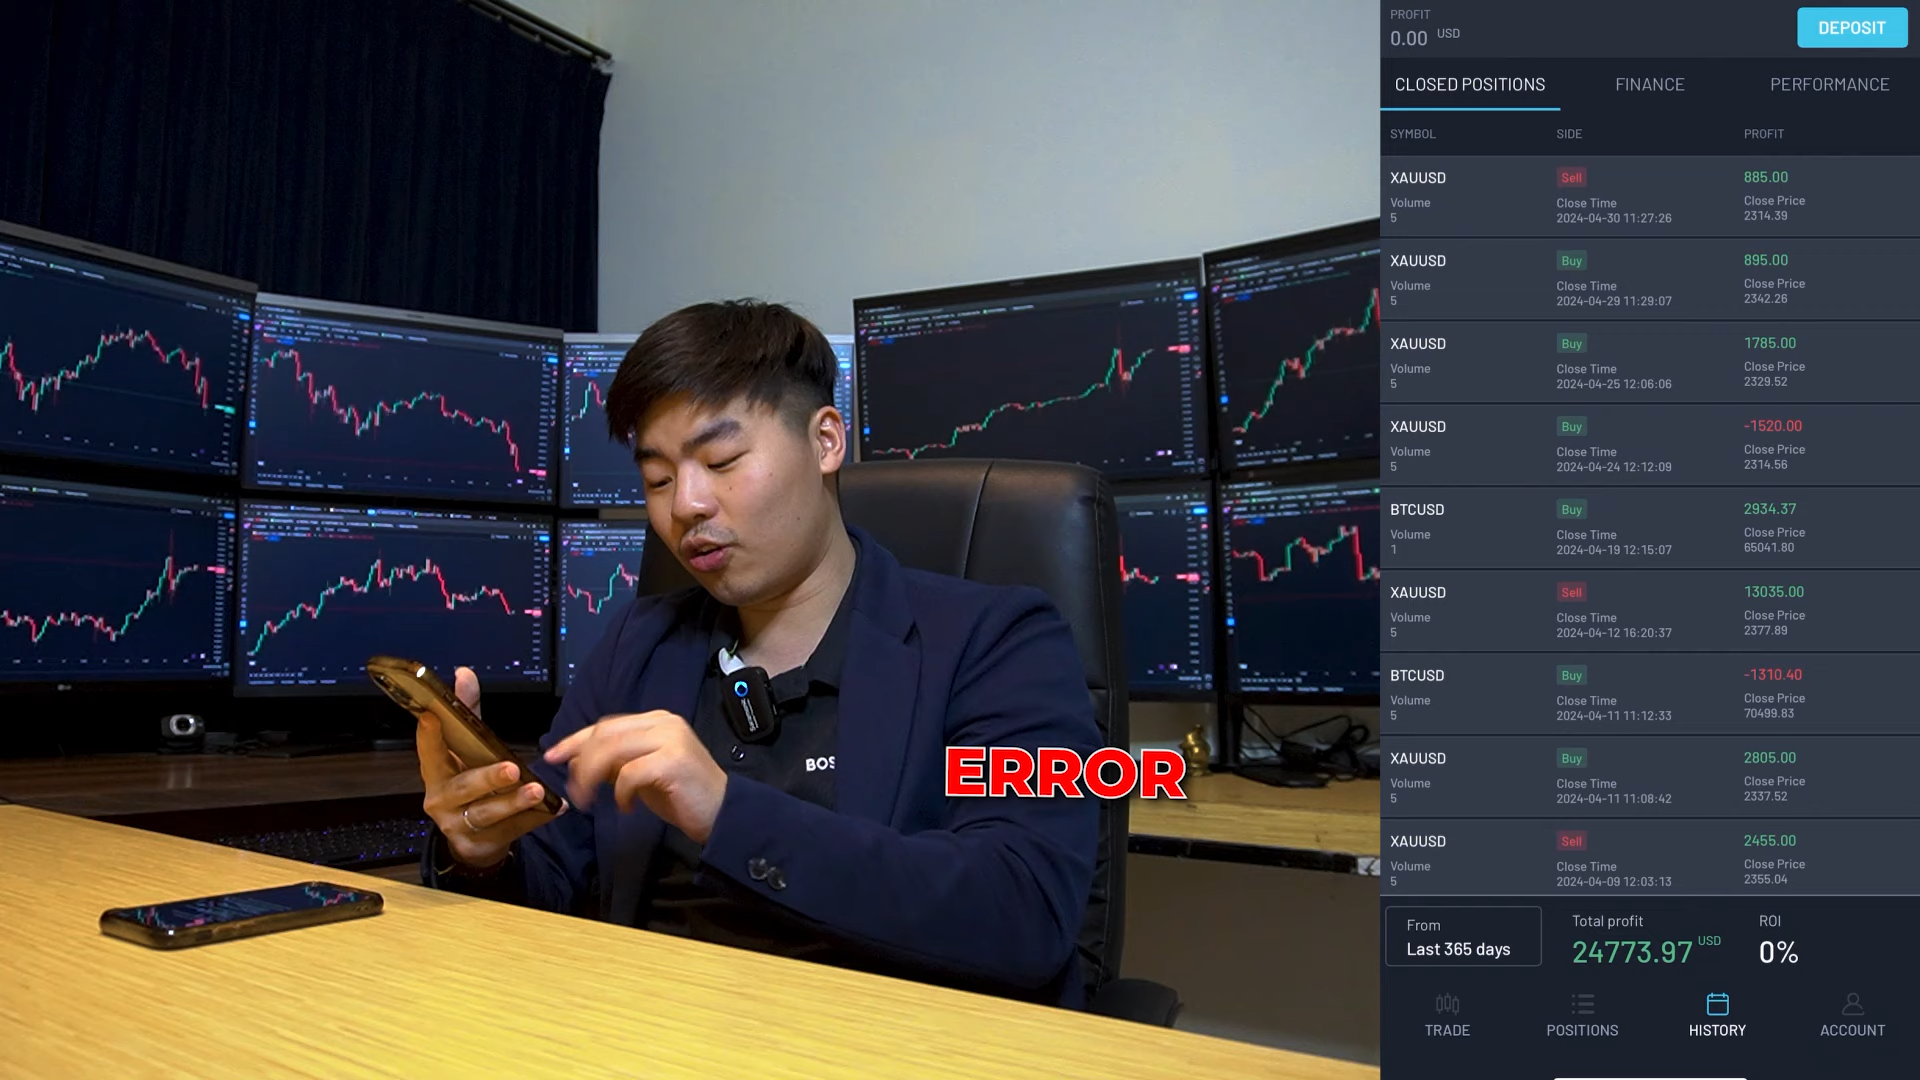 PROFIT
0.00 USD
DEPOSIT
CLOSED POSITIONS FINANCE PERFORMANCE
SYMBOL SIDE PROFIT
XAUUSD Sell 885.00
Volume Close Time Close Price
5 2024-04-30 11:27:26 2314.39
XAUUSD Buy 895.00
Volume Close Time Close Price
5 2024-04-29 11:29:07 2342.26
XAUUSD Buy 1785.00
Volume Close Time Close Price
5 2024-04-25 12:06:06 2329.52
XAUUSD Buy -1520.00
Volume Close Time Close Price
5 2024-04-24 12:12:09 2314.56
BTCUSD Buy 2934.37
Volume Close Time Close Price
1 2024-04-19 12:15:07 65041.80
XAUUSD Sell 13035.00
Volume Close Time Close Price
5 2024-04-12 16:20:37 2377.89
BTCUSD Buy -1310.40
Volume Close Time Close Price
5 2024-04-11 11:12:33 70499.83
XAUUSD Buy 2805.00
Volume Close Time Close Price
5 2024-04-11 11:08:42 2337.52
XAUUSD Sell 2455.00
Volume Close Time Close Price
5 2024-04-09 12:03:13 2355.04
From Total profit ROI
Last 365 days 24773.97 USD 0%
TRADE POSITIONS HISTORY ACCOUNT
BOS
ERROR